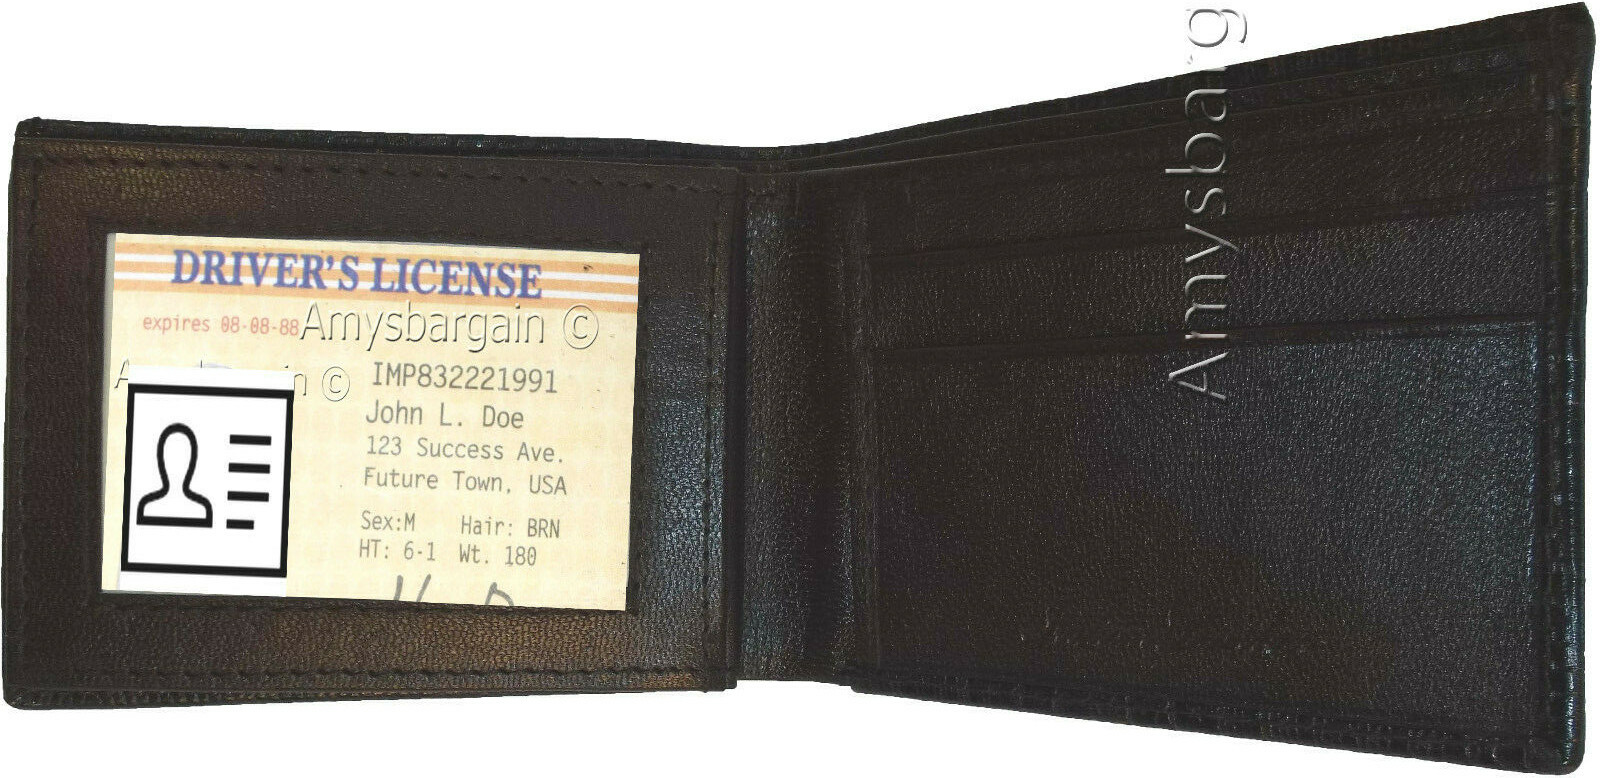 DRIVER'S LICENSE
expires 08-08-88
Amysbargain ©
©
IMP832221991
John L. Doe
123 Success Ave.
Future Town, USA
Sex:M Hair: BRN
HT: 6-1 Wt. 180
Amysbarg